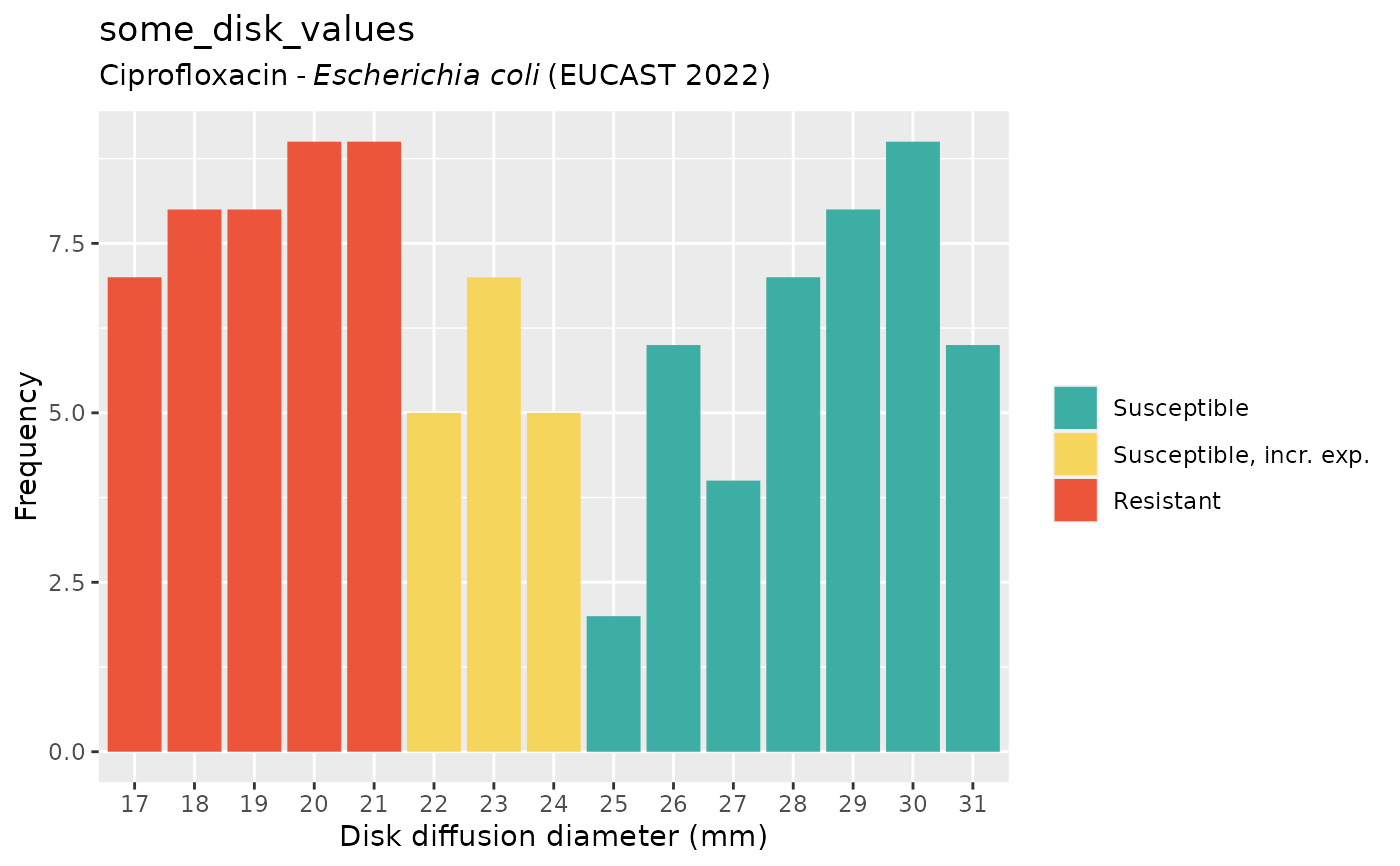 some_disk_values
Ciprofloxacin - Escherichia coli (EUCAST 2022)
Frequency
7.5
5.0
2.5
0.0
17 18 19 20 21 22 23 24 25 26 27 28 29 30 31
Disk diffusion diameter (mm)
Susceptible
Susceptible, incr. exp.
Resistant